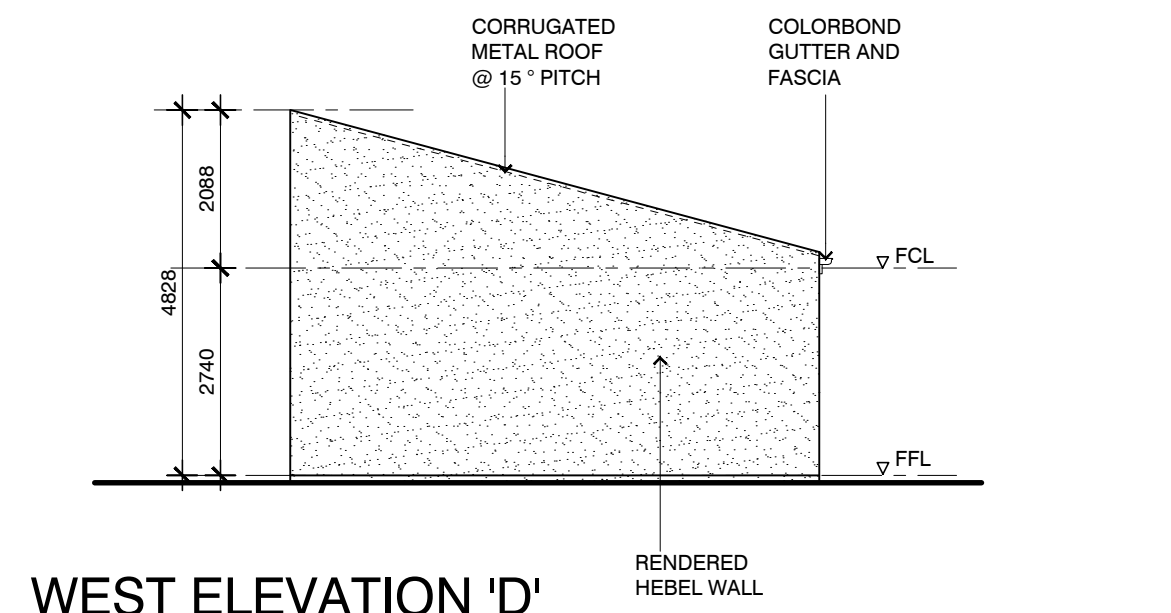 CORRUGATED
METAL ROOF
@ 15 ° PITCH
COLORBOND
GUTTER AND
FASCIA
2088
4828
2740
FCL
FFL
RENDERED
HEBEL WALL
WEST ELEVATION 'D'